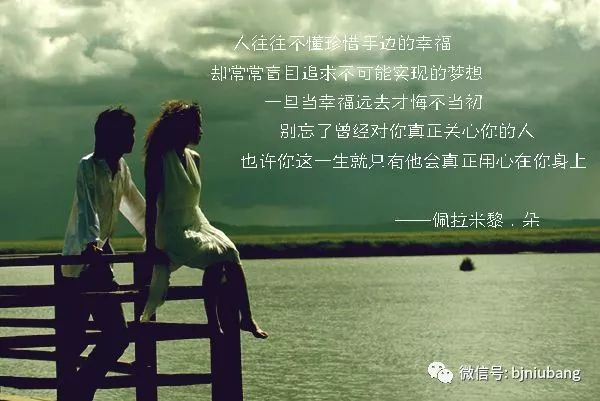 人往往不懂珍惜手边的幸福
却常常盲目追求不可能实现的梦想
一旦当幸福远去才悔不当初
别忘了曾经对你真正关心你的人
也许你这一生就只有他会真正用心在你身上
——佩拉米黎．朵
微信号: bjniubang